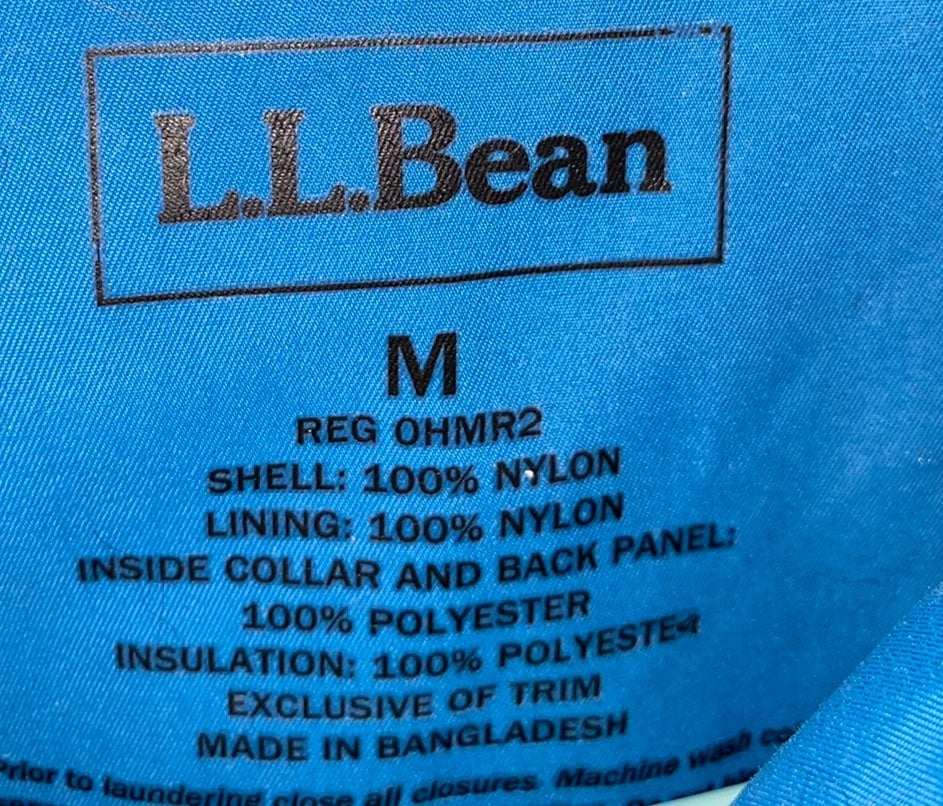 L.L.Bean
M
REG 0HMR2
SHELL: 100% NYLON
LINING: 100% NYLON
INSIDE COLLAR AND BACK PANEL:
100% POLYESTER
INSULATION: 100% POLYESTER
EXCLUSIVE OF TRIM
MADE IN BANGLADESH
Prior to laundering close all closures. Machine wash